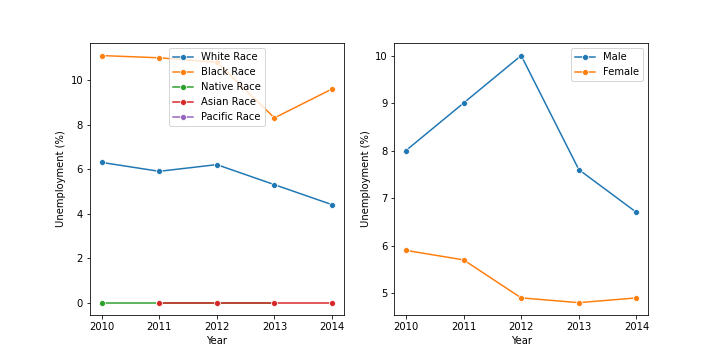 White Race
Black Race
Native Race
Asian Race
Pacific Race
10
8
6
4
2
0
Unemployment (%)
2010 2011 2012 2013 2014
Year
Male
Female
10
9
8
7
6
5
Unemployment (%)
2010 2011 2012 2013 2014
Year